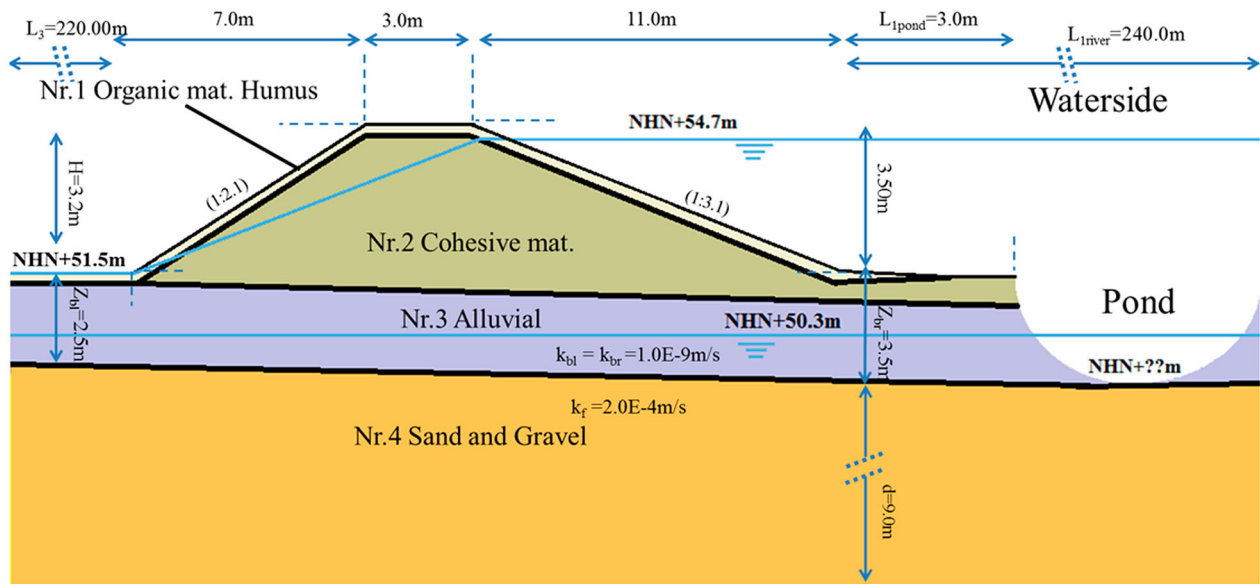 7.0m
3.0m
11.0m
L1pond=3.0m
L3=220.00m
L1river=240.0m
Nr.1 Organic mat. Humus
Waterside
NHN+54.7m
H=3.2m
(1:2.1)
(1:3.1)
3.50m
Nr.2 Cohesive mat.
NHN+51.5m
Zbl=2.5m
Nr.3 Alluvial
NHN+50.3m
Zbr=3.5m
Pond
kbl = kbr=1.0E-9m/s
NHN+??m
kf =2.0E-4m/s
Nr.4 Sand and Gravel
d=9.0m